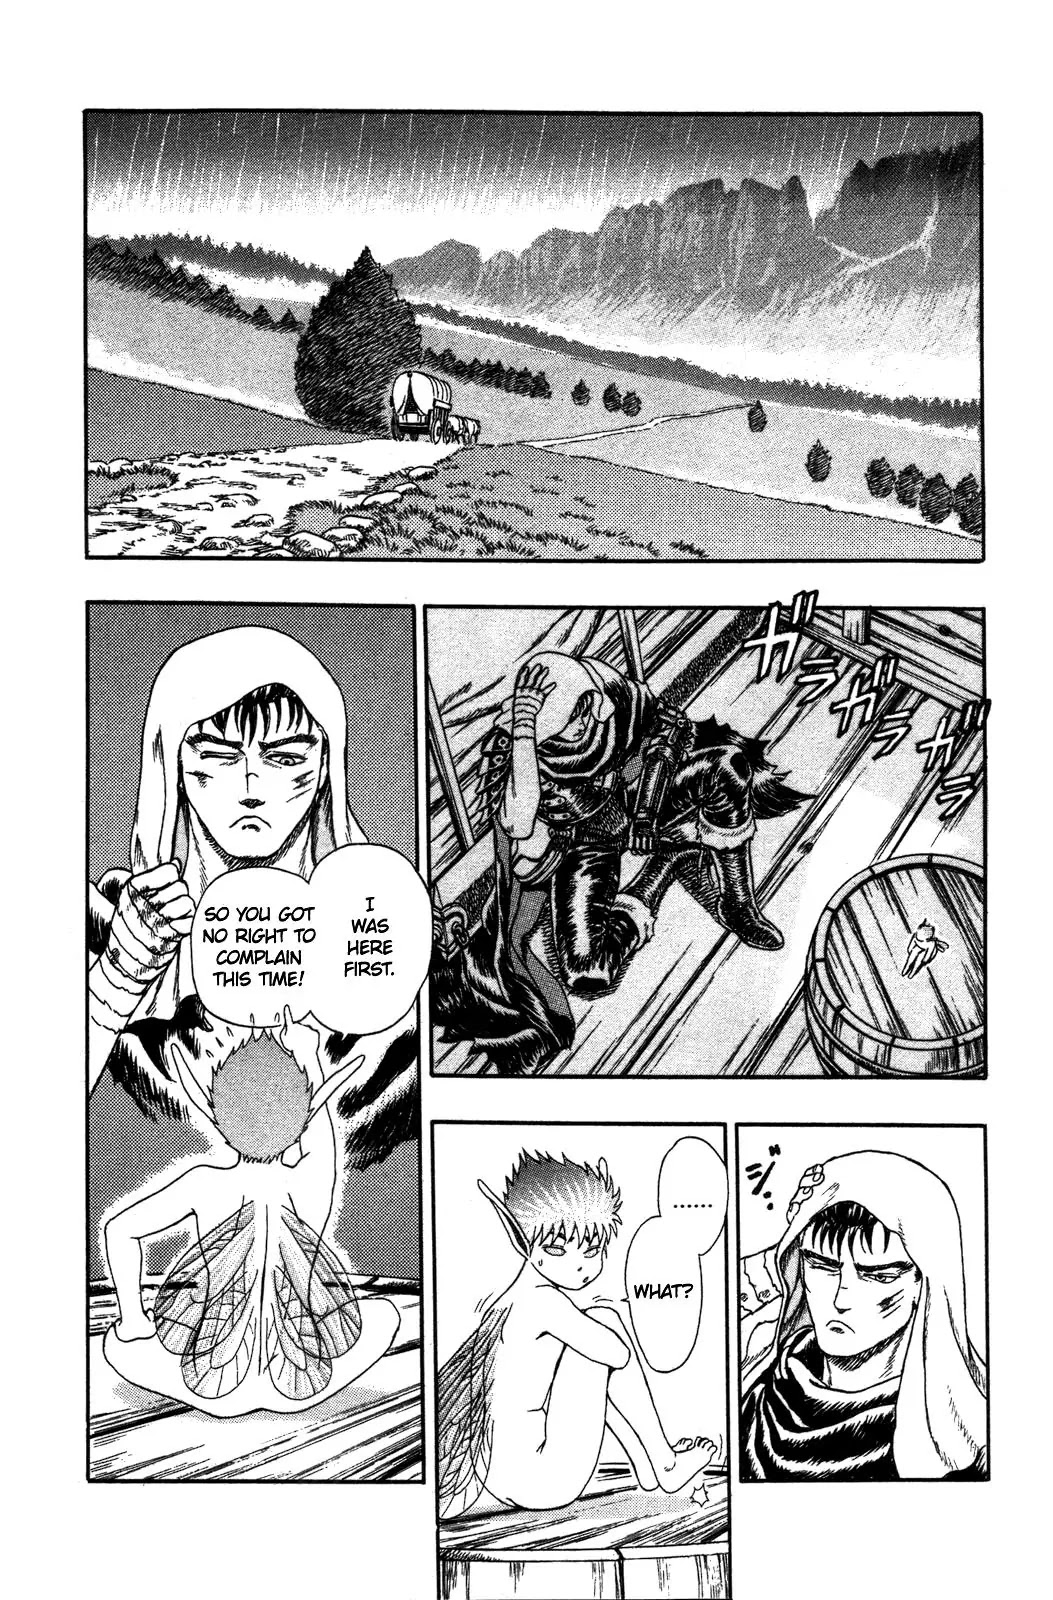 ガラガラガラ
I
WAS
HERE
FIRST.
SO YOU GOT
NO RIGHT TO
COMPLAIN
THIS TIME!
ジ"
.......
WHAT?